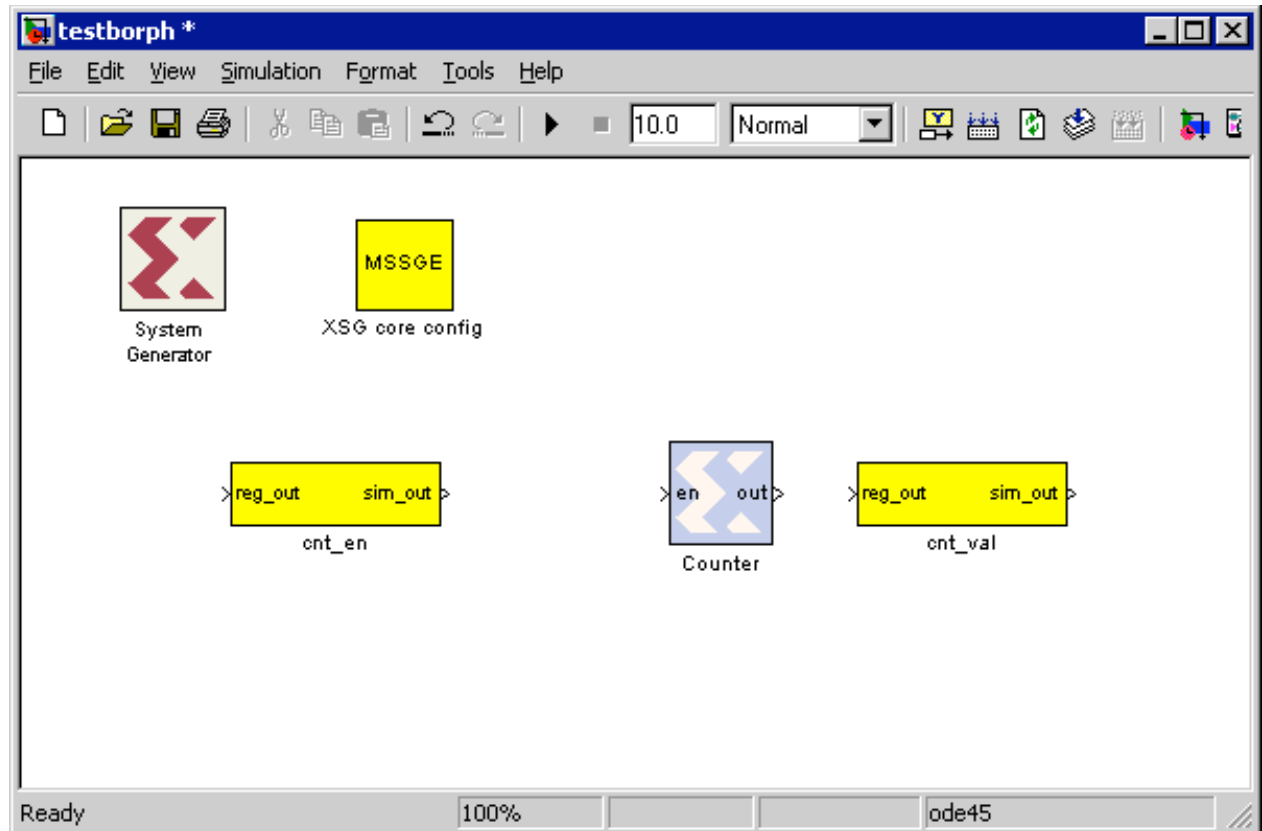 testborph *
File Edit View Simulation Format Tools Help
10.0 Normal
MSSGE
System
Generator
XSG core config
reg_out sim_out
cnt_en
en out
Counter
reg_out sim_out
cnt_val
Ready 100% ode45